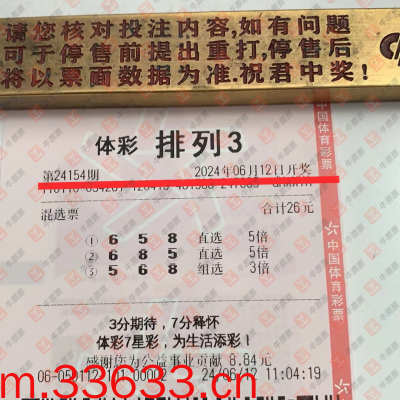 请您核对投注内容,如有问题
可于停售前提出重打,停售后
将以票面数据为准.祝君中奖!
体彩 排列3
第24154期 2024年06月12日开奖
混选票 合计26元
① 6 5 8 直选 5倍
② 6 8 5 直选 5倍
③ 5 6 8 组选 3倍
3分期待，7分释怀
体彩7星彩，为生活添彩！
感谢您为公益事业贡献 8.84元
24/06/12 11:04:19
m.33633.cn
中国体育彩票
中国体育彩票